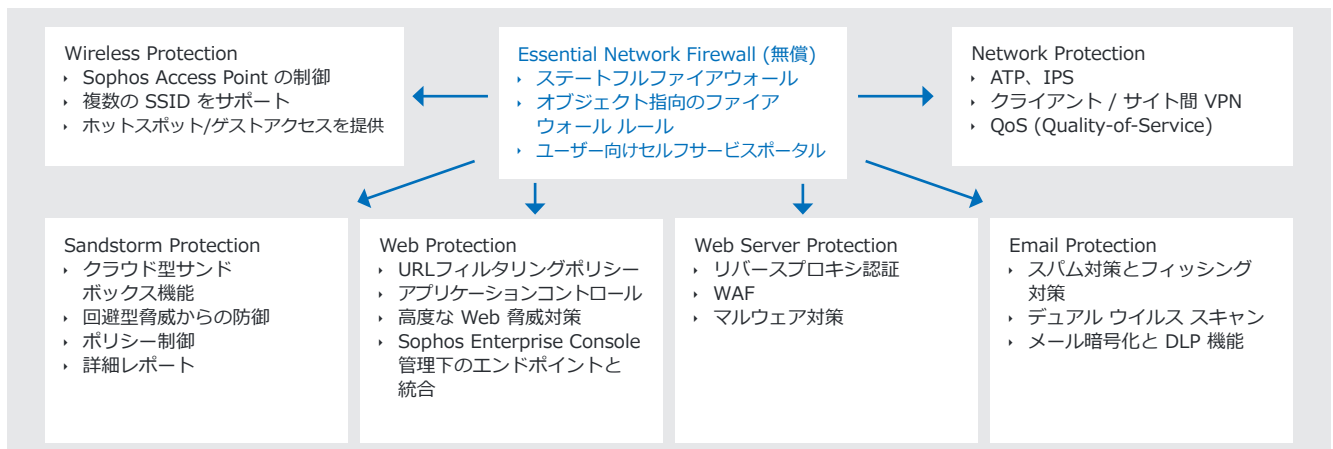 Wireless Protection
‣ Sophos Access Point の制御
‣ 複数の SSID をサポート
‣ ホットスポット/ゲストアクセスを提供
Essential Network Firewall (無償)
‣ ステートフルファイアウォール
‣ オブジェクト指向のファイア
ウォール ルール
‣ ユーザー向けセルフサービスポータル
Network Protection
‣ ATP、IPS
‣ クライアント / サイト間 VPN
‣ QoS (Quality-of-Service)
Sandstorm Protection
‣ クラウド型サンド
ボックス機能
‣ 回避型脅威からの防御
‣ ポリシー制御
‣ 詳細レポート
Web Protection
‣ URLフィルタリングポリシー
‣ アプリケーションコントロール
‣ 高度な Web 脅威対策
‣ Sophos Enterprise Console
管理下のエンドポイントと
統合
Web Server Protection
‣ リバースプロキシ認証
‣ WAF
‣ マルウェア対策
Email Protection
‣ スパム対策とフィッシング
対策
‣ デュアル ウイルス スキャン
‣ メール暗号化と DLP 機能